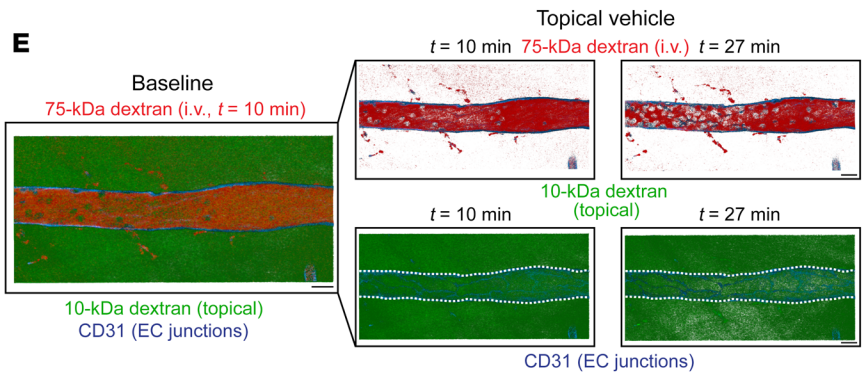 E
Baseline
75-kDa dextran (i.v., t = 10 min)
10-kDa dextran (topical)
CD31 (EC junctions)
Topical vehicle
t = 10 min 75-kDa dextran (i.v.) t = 27 min
10-kDa dextran
(topical)
t = 10 min t = 27 min
CD31 (EC junctions)